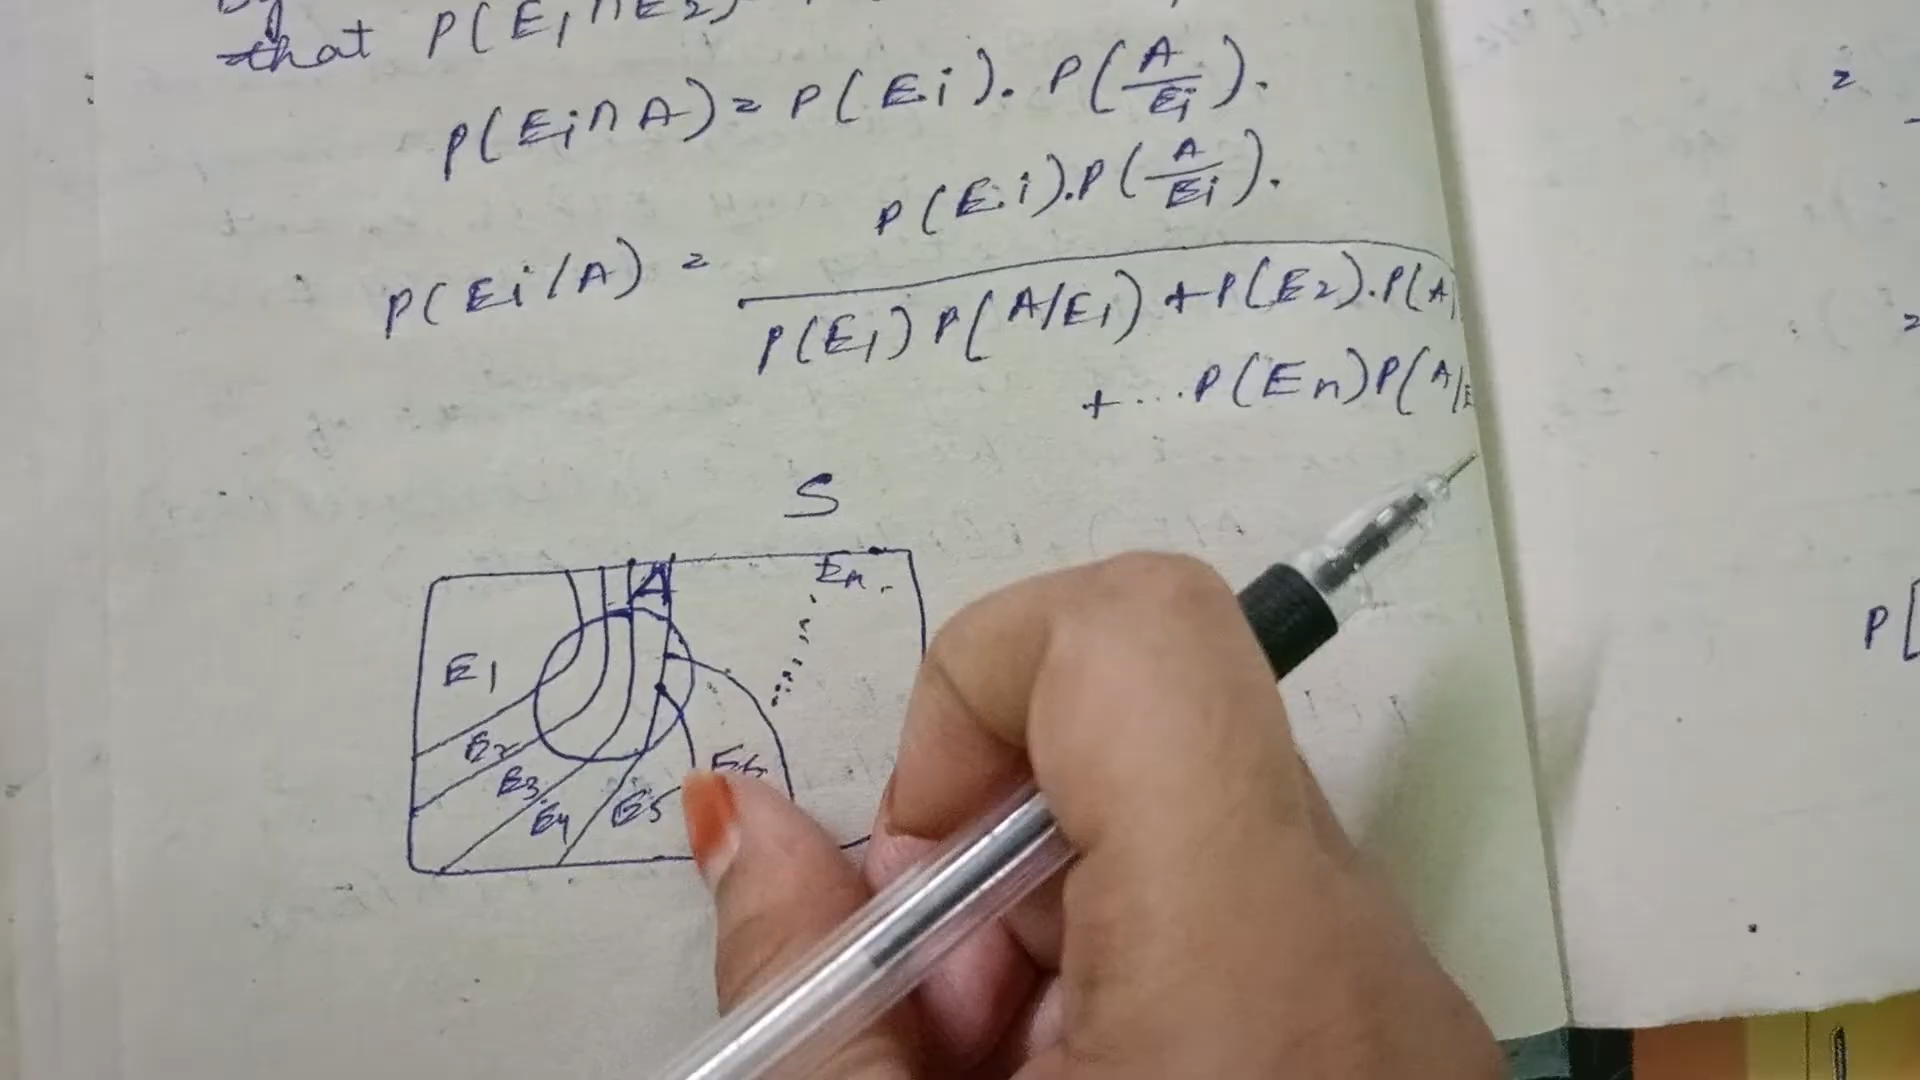 that P(E1∩E2)
P(Ei∩A) = P(Ei). P(A/Ei).
P(Ei).P(A/Ei).
P(Ei/A) =
P(E1) P(A/E1) + P(E2).P(A
+ ... P(En)P(A/E
S
A
En.
E1
E2
E3
E4
E5
E6
P[